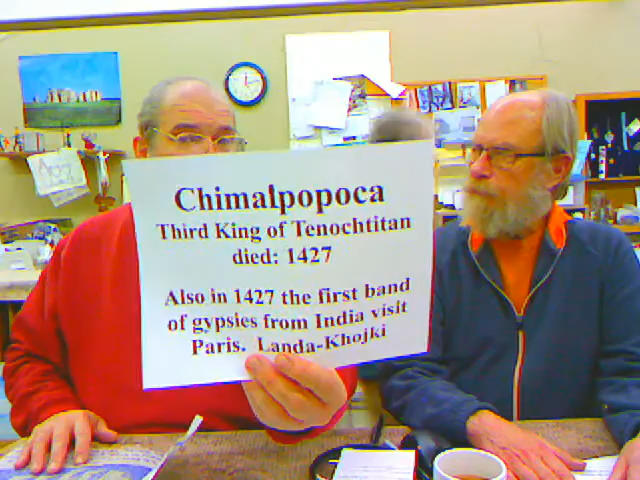 Chimalpopoca
Third King of Tenochtitlan
died: 1427
Also in 1427 the first band
of gypsies from India visit
Paris. Landa-Khojki